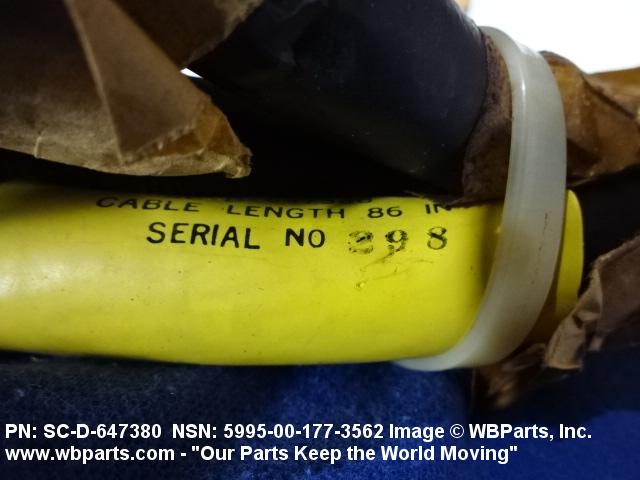 CABLE LENGTH 86 IN
SERIAL NO 398
PN: SC-D-647380 NSN: 5995-00-177-3562 Image © WBParts, Inc.
www.wbparts.com - "Our Parts Keep the World Moving"